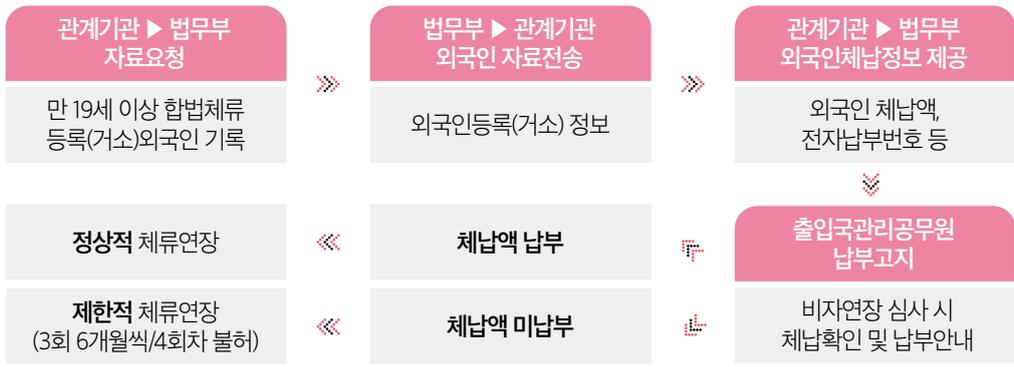 관계기관 ▶ 법무부
자료요청
만 19세 이상 합법체류
등록(거소)외국인 기록
법무부 ▶ 관계기관
외국인 자료전송
외국인등록(거소) 정보
관계기관 ▶ 법무부
외국인체납정보 제공
외국인 체납액,
전자납부번호 등
출입국관리공무원
납부고지
비자연장 심사 시
체납확인 및 납부안내
체납액 납부
정상적 체류연장
체납액 미납부
제한적 체류연장
(3회 6개월씩/4회차 불허)